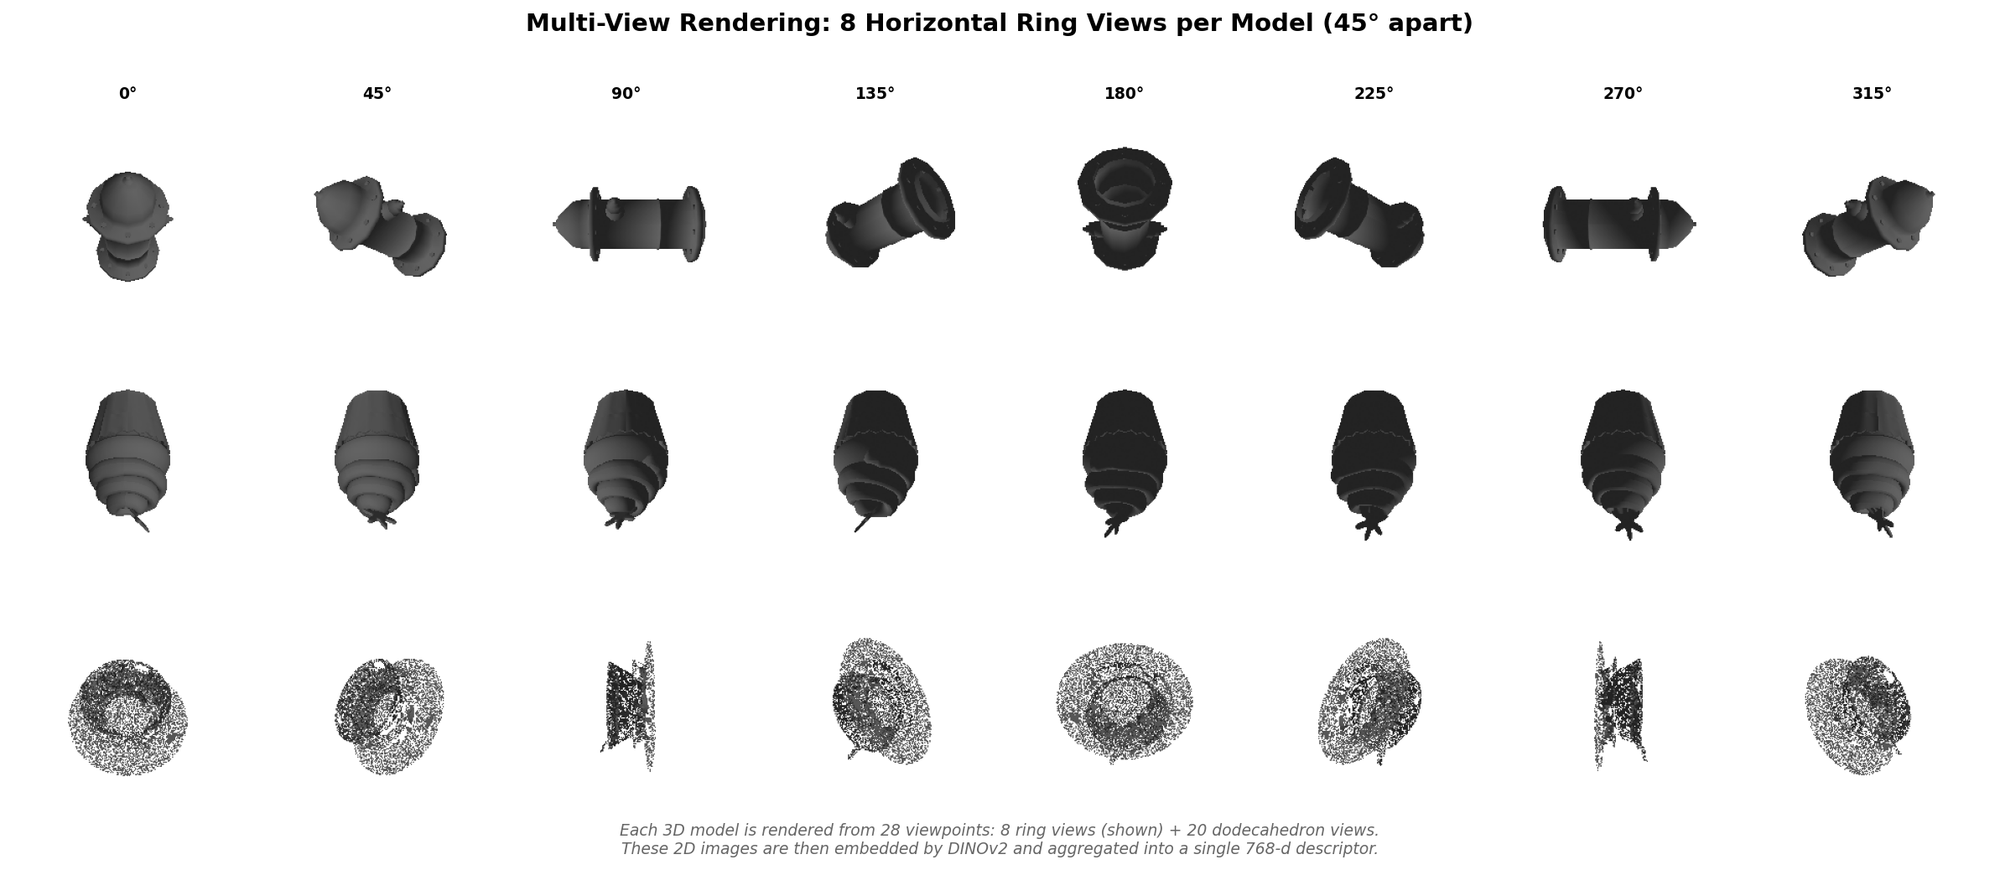 Multi-View Rendering: 8 Horizontal Ring Views per Model (45° apart)
0° 45° 90° 135° 180° 225° 270° 315°
Each 3D model is rendered from 28 viewpoints: 8 ring views (shown) + 20 dodecahedron views.
These 2D images are then embedded by DINOv2 and aggregated into a single 768-d descriptor.